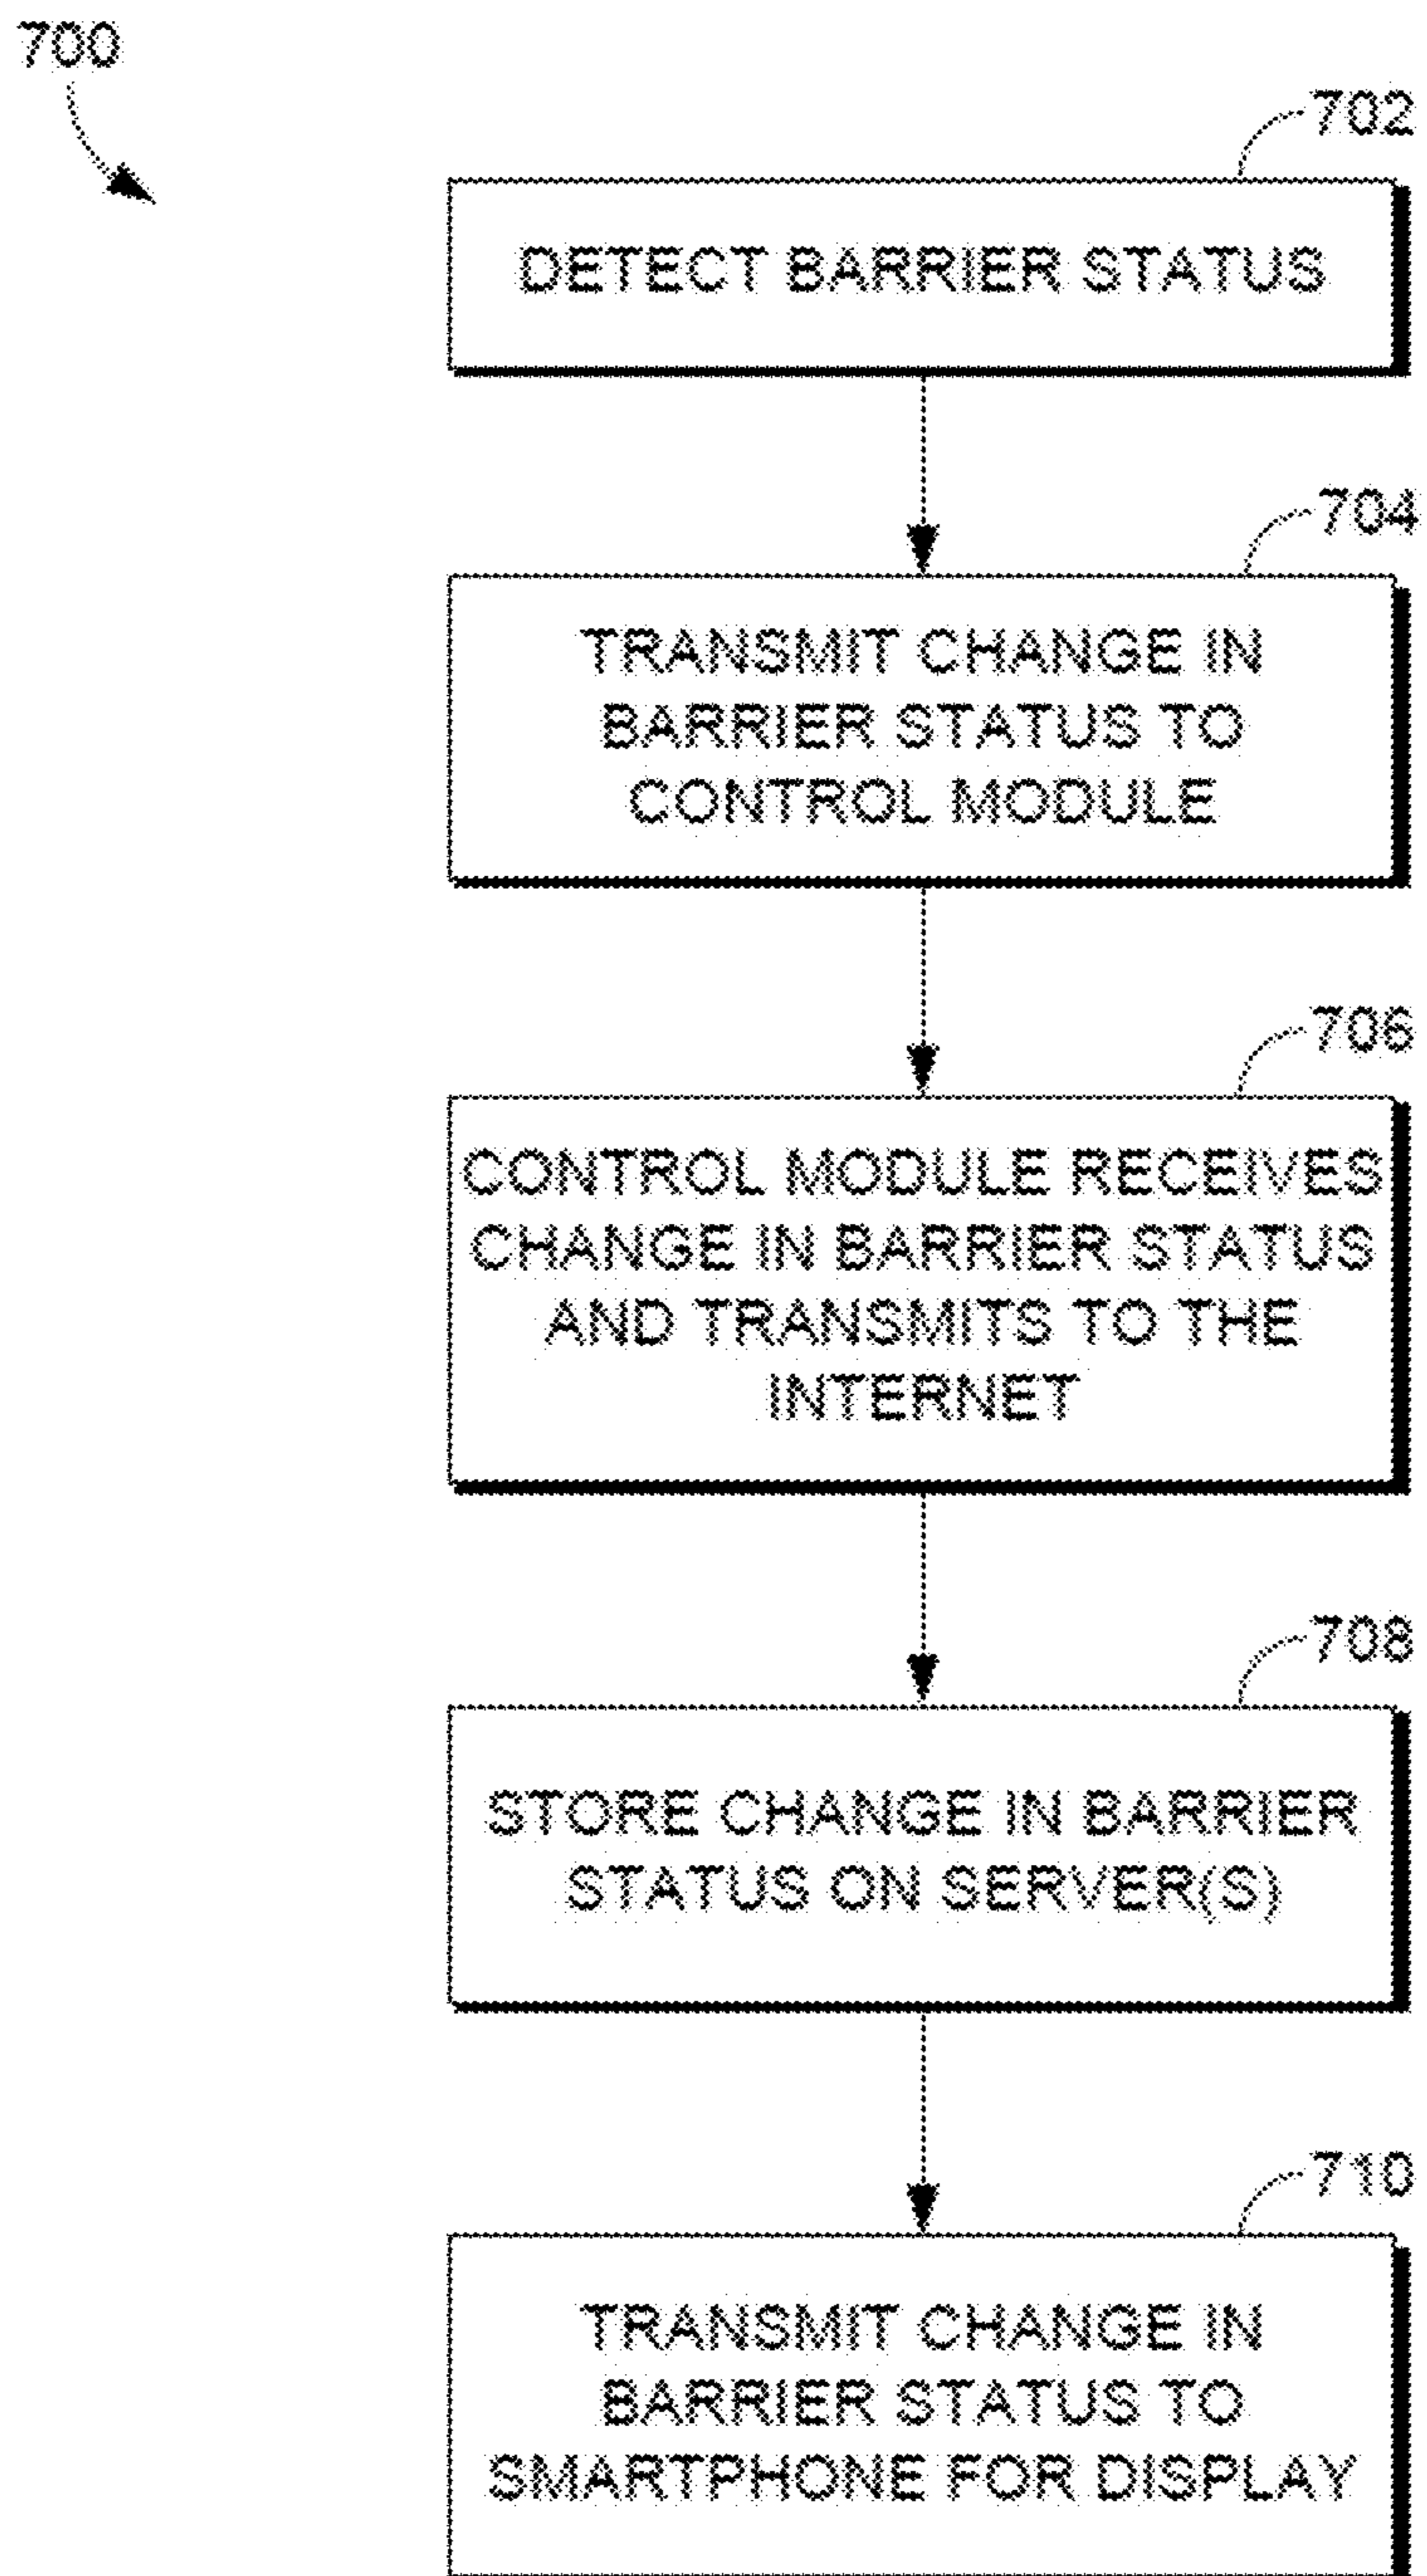 700
702
DETECT BARRIER STATUS
704
TRANSMIT CHANGE IN
BARRIER STATUS TO
CONTROL MODULE
706
CONTROL MODULE RECEIVES
CHANGE IN BARRIER STATUS
AND TRANSMITS TO THE
INTERNET
708
STORE CHANGE IN BARRIER
STATUS ON SERVER(S)
710
TRANSMIT CHANGE IN
BARRIER STATUS TO
SMARTPHONE FOR DISPLAY